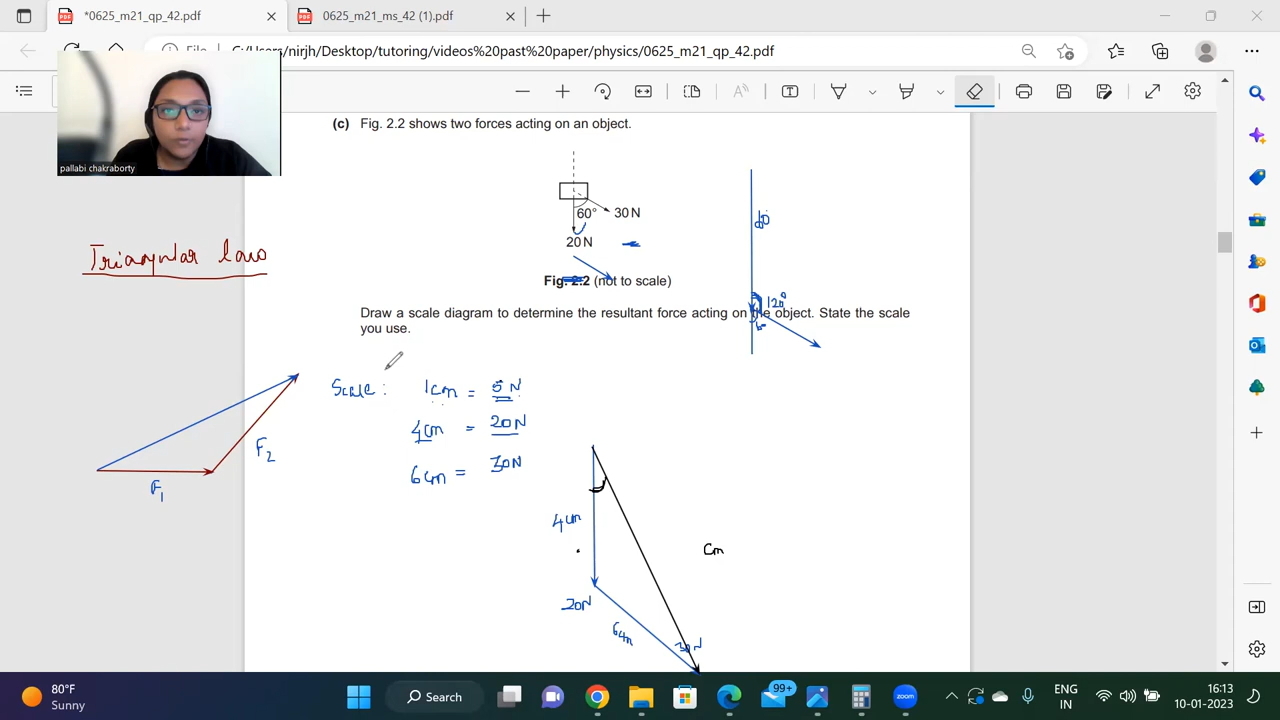 *0625_m21_qp_42.pdf
0625_m21_ms_42 (1).pdf
File
C:/Users/nirjh/Desktop/tutoring/videos%20past%20paper/physics/0625_m21_qp_42.pdf
pallabi chakraborty
(c) Fig. 2.2 shows two forces acting on an object.
60°
30 N
20 N
Fig. 2.2 (not to scale)
120°
60°
Draw a scale diagram to determine the resultant force acting on the object. State the scale
you use.
Triangular law
F1
F2
Scale: 1cm = 5 N
4cm = 20N
6cm = 30N
4cm
cm
20N
30N
80°F
Sunny
Search
99+
ENG
IN
16:13
10-01-2023